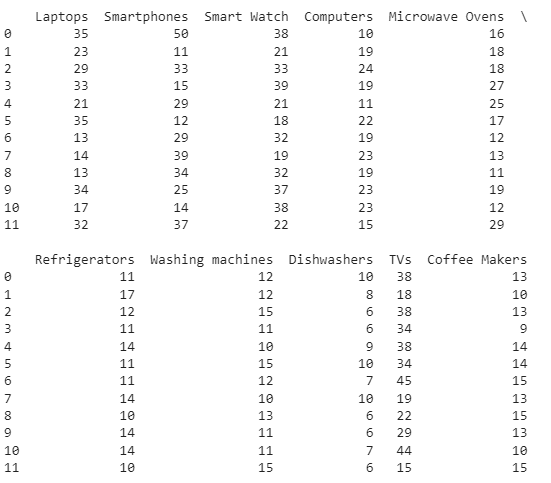 Laptops Smartphones Smart Watch Computers Microwave Ovens \
0 35 50 38 10 16
1 23 11 21 19 18
2 29 33 33 24 18
3 33 15 39 19 27
4 21 29 21 11 25
5 35 12 18 22 17
6 13 29 32 19 12
7 14 39 19 23 13
8 13 34 32 19 11
9 34 25 37 23 19
10 17 14 38 23 12
11 32 37 22 15 29
Refrigerators Washing machines Dishwashers TVs Coffee Makers
0 11 12 10 38 13
1 17 12 8 18 10
2 12 15 6 38 13
3 11 11 6 34 9
4 14 10 9 38 14
5 11 15 10 34 14
6 11 12 7 45 15
7 14 10 10 19 13
8 10 13 6 22 15
9 14 11 6 29 13
10 14 11 7 44 10
11 10 15 6 15 15